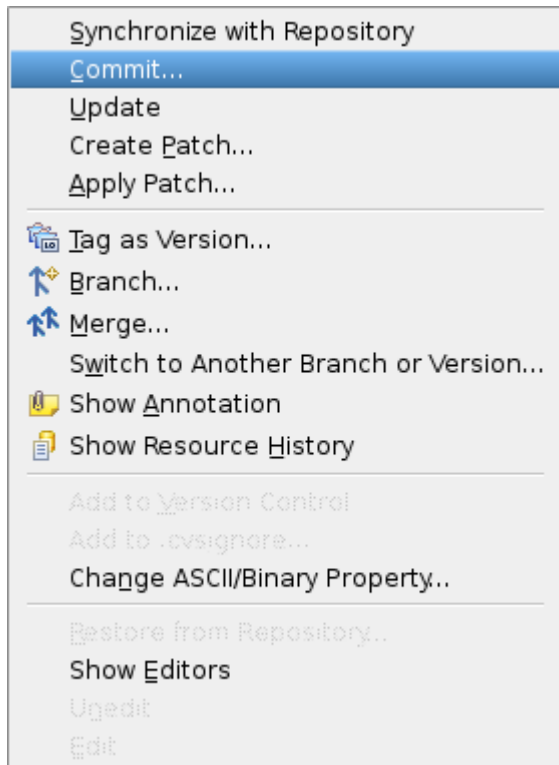 Synchronize with Repository
Commit...
Update
Create Patch...
Apply Patch...
Tag as Version...
Branch...
Merge...
Switch to Another Branch or Version...
Show Annotation
Show Resource History
Add to Version Control
Add to .cvsignore...
Change ASCII/Binary Property...
Restore from Repository...
Show Editors
Unedit
Edit